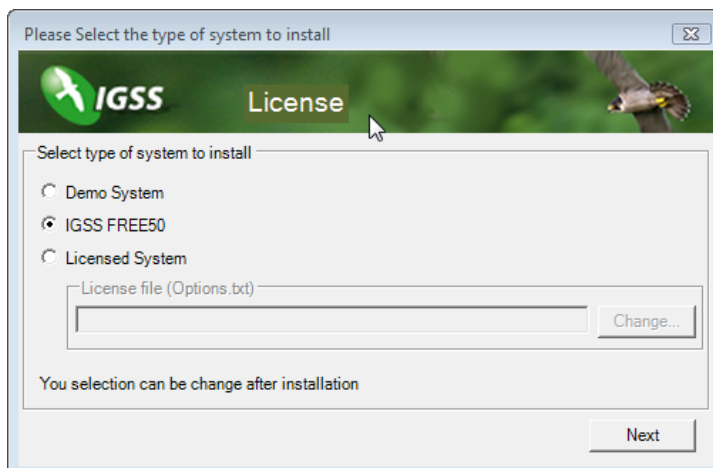 Please Select the type of system to install
IGSS
License
Select type of system to install
Demo System
IGSS FREE50
Licensed System
License file (Options.txt)
Change...
You selection can be change after installation
Next